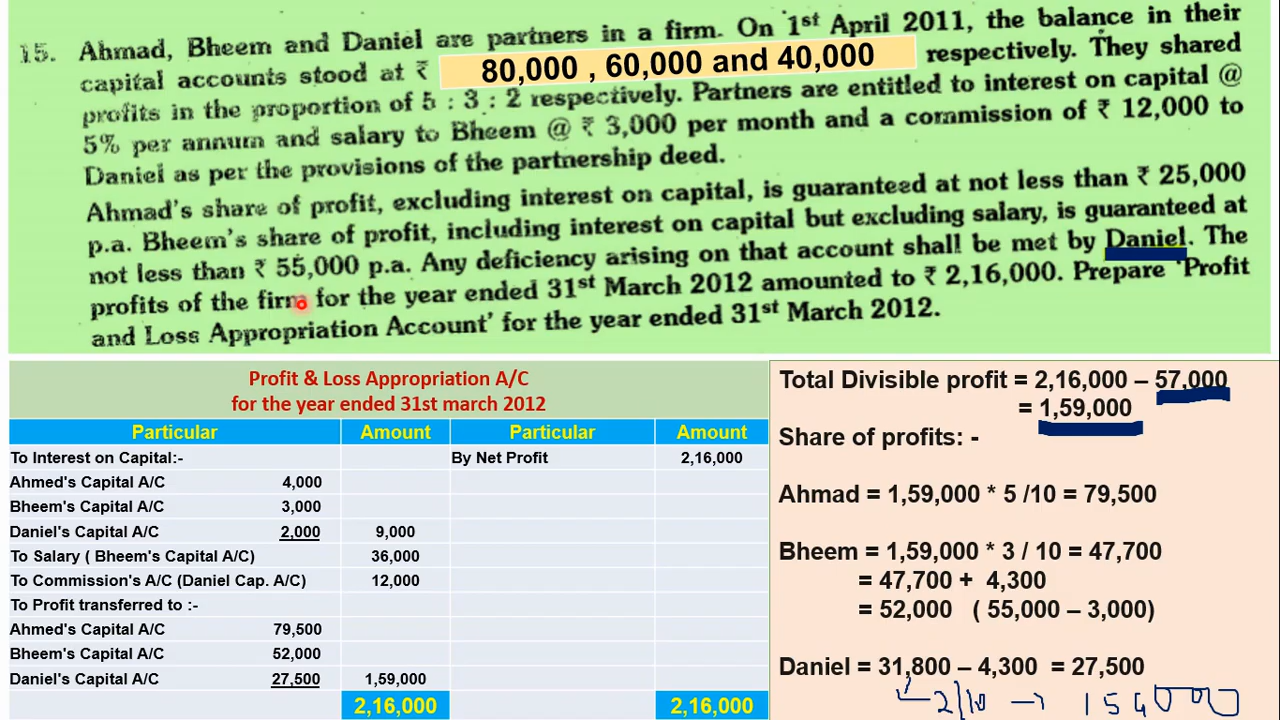 15. Ahmad, Bheem and Daniel are partners in a firm. On 1st April 2011, the balance in their
capital accounts stood at ₹ 80,000 , 60,000 and 40,000 respectively. They shared
profits in the proportion of 5 : 3 : 2 respectively. Partners are entitled to interest on capital @
5% per annum and salary to Bheem @ ₹ 3,000 per month and a commission of ₹ 12,000 to
Daniel as per the provisions of the partnership deed.
Ahmad's share of profit, excluding interest on capital, is guaranteed at not less than ₹ 25,000
p.a. Bheem's share of profit, including interest on capital but excluding salary, is guaranteed at
not less than ₹ 55,000 p.a. Any deficiency arising on that account shall be met by Daniel. The
profits of the firm for the year ended 31st March 2012 amounted to ₹ 2,16,000. Prepare 'Profit
and Loss Appropriation Account' for the year ended 31st March 2012.
Profit & Loss Appropriation A/C
for the year ended 31st march 2012
Particular Amount Particular Amount
To Interest on Capital:- By Net Profit 2,16,000
Ahmed's Capital A/C 4,000
Bheem's Capital A/C 3,000
Daniel's Capital A/C 2,000 9,000
To Salary ( Bheem's Capital A/C) 36,000
To Commission's A/C (Daniel Cap. A/C) 12,000
To Profit transferred to :-
Ahmed's Capital A/C 79,500
Bheem's Capital A/C 52,000
Daniel's Capital A/C 27,500 1,59,000
2,16,000 2,16,000
Total Divisible profit = 2,16,000 – 57,000
= 1,59,000
Share of profits: -
Ahmad = 1,59,000 * 5 /10 = 79,500
Bheem = 1,59,000 * 3 / 10 = 47,700
= 47,700 + 4,300
= 52,000 ( 55,000 – 3,000)
Daniel = 31,800 – 4,300 = 27,500
2/10